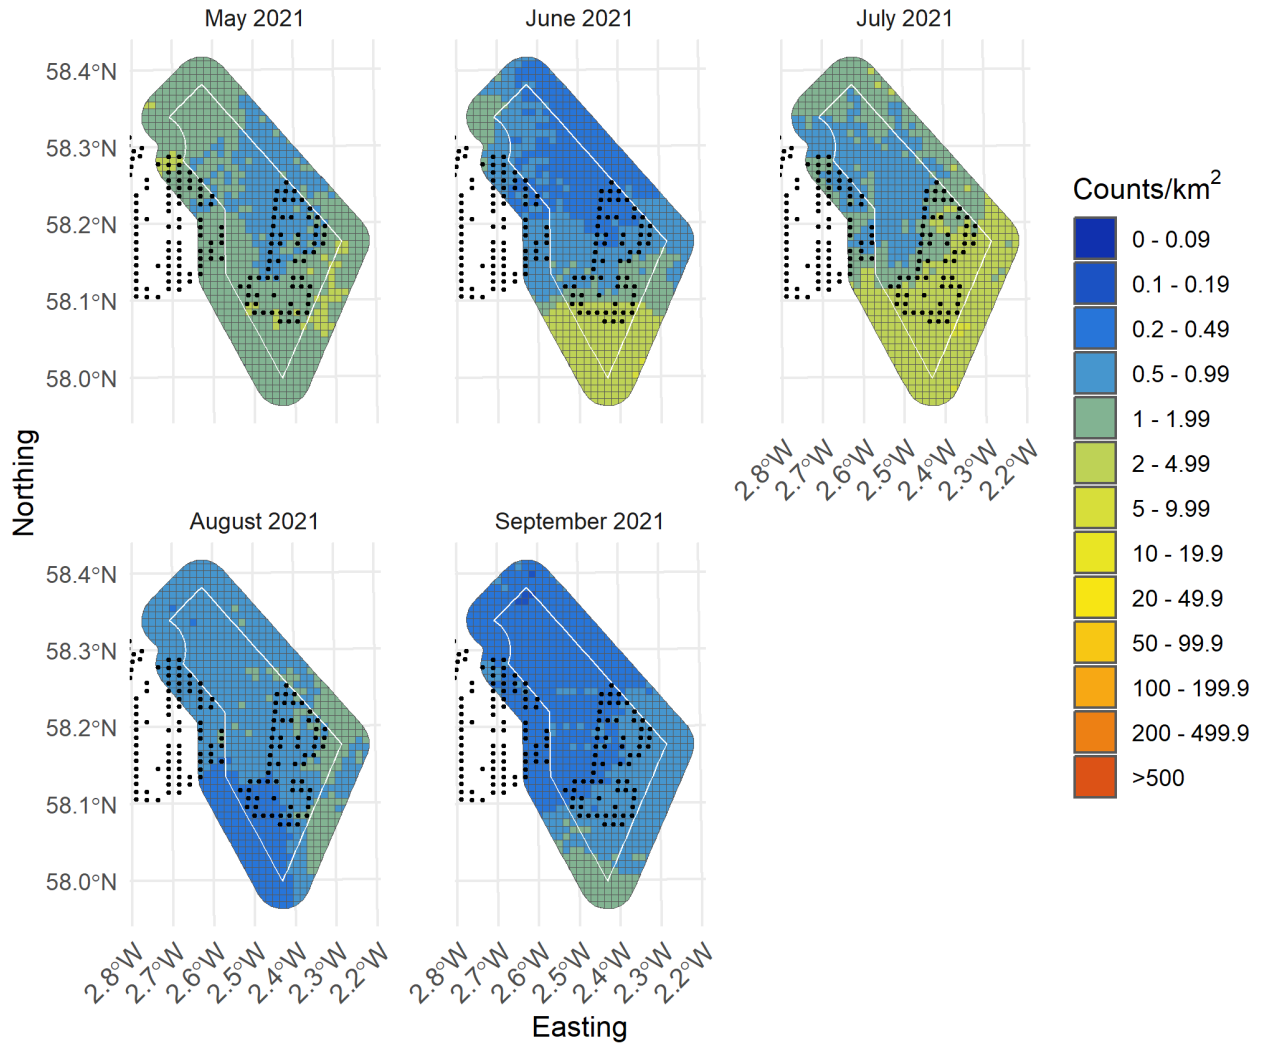 May 2021
June 2021
July 2021
58.4°N
58.3°N
58.2°N
58.1°N
58.0°N
2.8°W
2.7°W
2.6°W
2.5°W
2.4°W
2.3°W
2.2°W
Northing
August 2021
September 2021
58.4°N
58.3°N
58.2°N
58.1°N
58.0°N
2.8°W
2.7°W
2.6°W
2.5°W
2.4°W
2.3°W
2.2°W
2.8°W
2.7°W
2.6°W
2.5°W
2.4°W
2.3°W
2.2°W
Easting
Counts/km²
0 - 0.09
0.1 - 0.19
0.2 - 0.49
0.5 - 0.99
1 - 1.99
2 - 4.99
5 - 9.99
10 - 19.9
20 - 49.9
50 - 99.9
100 - 199.9
200 - 499.9
>500